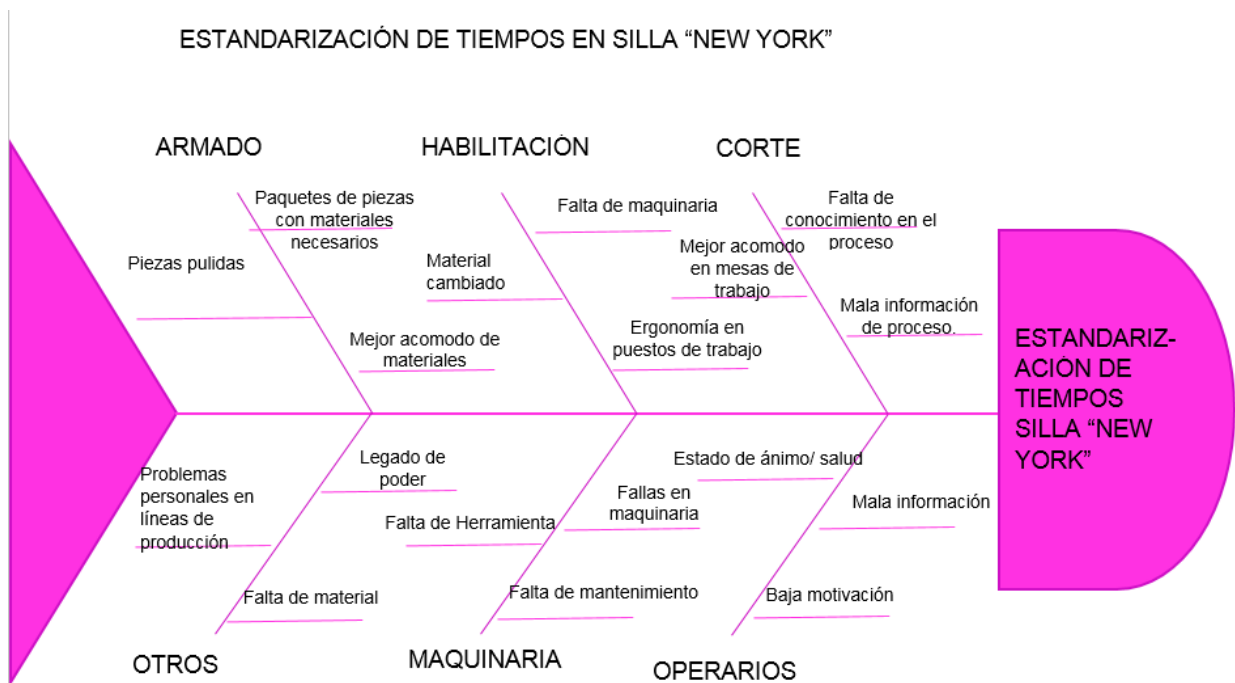 ESTANDARIZACIÓN DE TIEMPOS EN SILLA “NEW YORK”
ARMADO
HABILITACIÓN
CORTE
Paquetes de piezas
con materiales
necesarios
Piezas pulidas
Mejor acomodo de
materiales
Falta de maquinaria
Material
cambiado
Ergonomía en
puestos de trabajo
Falta de
conocimiento en el
proceso
Mejor acomodo
en mesas de
trabajo
Mala información
de proceso.
ESTANDARIZ-
ACIÓN DE
TIEMPOS
SILLA “NEW
YORK”
Legado de
poder
Problemas
personales en
líneas de
producción
Falta de material
Fallas en
maquinaria
Falta de Herramienta
Falta de mantenimiento
Estado de ánimo/ salud
Mala información
Baja motivación
OTROS
MAQUINARIA
OPERARIOS